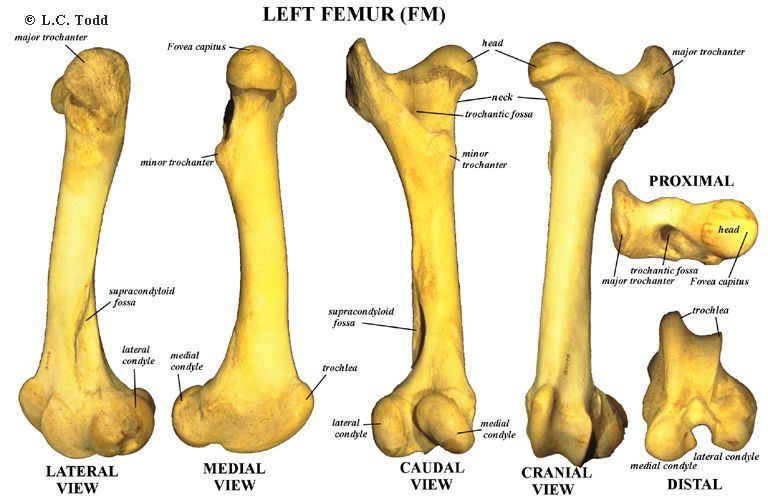 © L.C. Todd
LEFT FEMUR (FM)
major trochanter
Fovea capitus
head
major trochanter
neck
trochantic fossa
minor trochanter
minor
trochanter
PROXIMAL
head
trochantic fossa
major trochanter
Fovea capitus
supracondyloid
fossa
supracondyloid
fossa
trochlea
lateral
condyle
medial
condyle
trochlea
lateral
condyle
medial
condyle
lateral condyle
medial condyle
LATERAL
VIEW
MEDIAL
VIEW
CAUDAL
VIEW
CRANIAL
VIEW
DISTAL